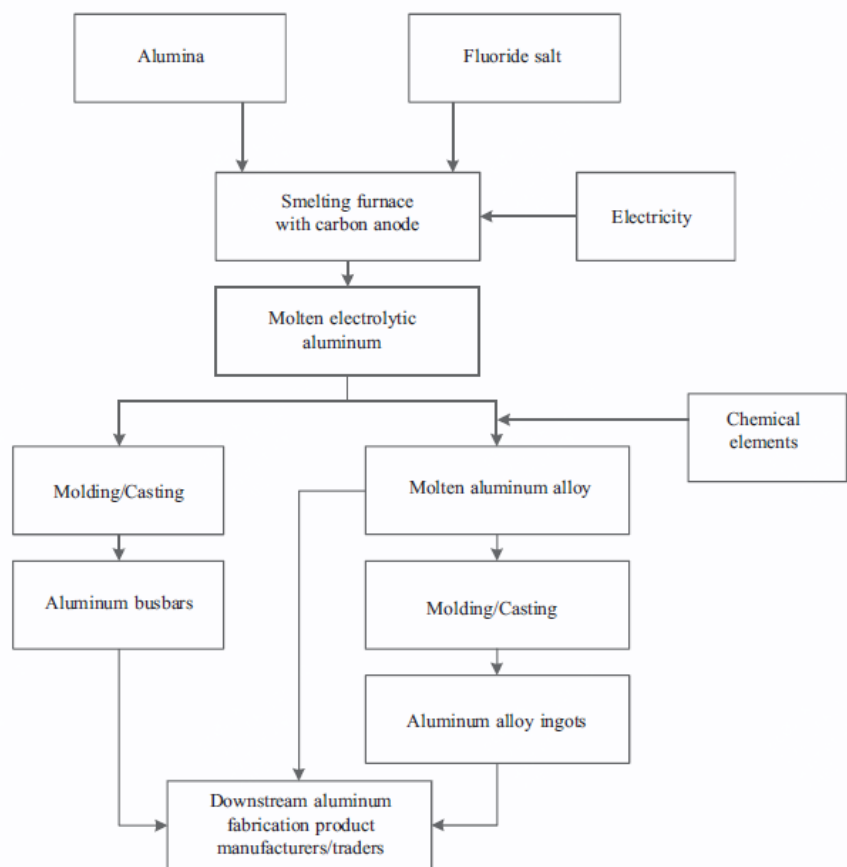 Alumina
Fluoride salt
Smelting furnace
with carbon anode
Electricity
Molten electrolytic
aluminum
Chemical
elements
Molding/Casting
Molten aluminum alloy
Aluminum busbars
Molding/Casting
Aluminum alloy ingots
Downstream aluminum
fabrication product
manufacturers/traders